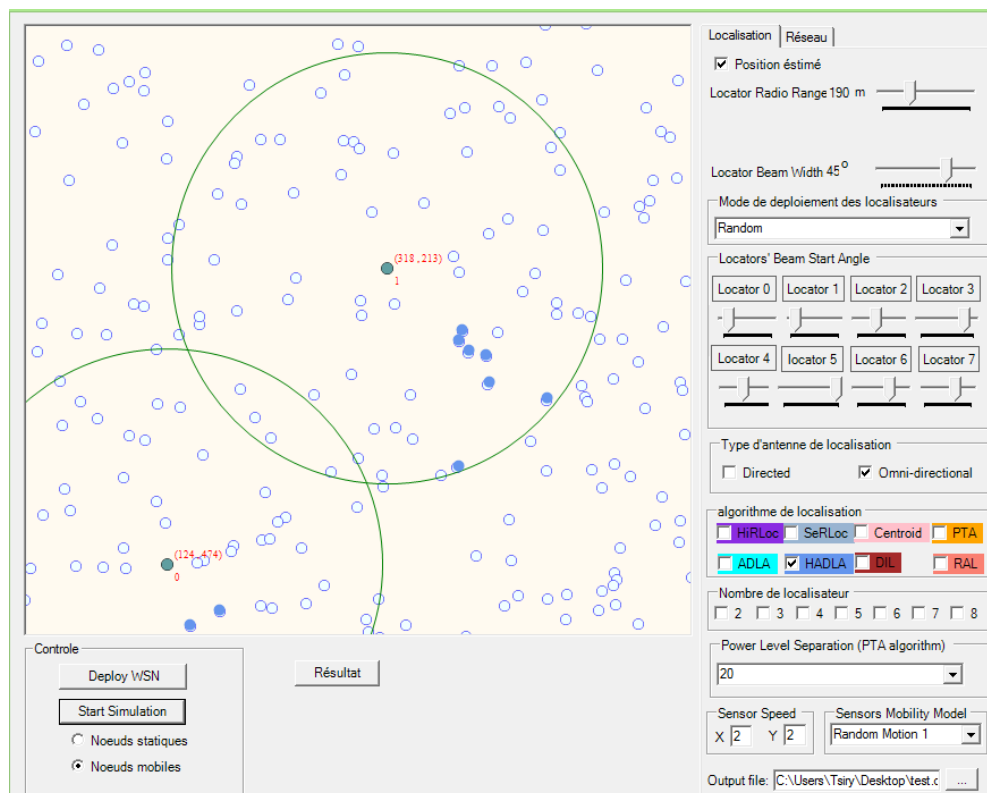 Localisation
Réseau
Position éstimé
Locator Radio Range 190 m
Locator Beam Width 45°
Mode de deploiement des localisateurs
Random
Locators' Beam Start Angle
Locator 0 Locator 1 Locator 2 Locator 3
Locator 4 locator 5 Locator 6 Locator 7
Type d'antenne de localisation
Directed Omni-directional
algorithme de localisation
HiRLoc SeRLoc Centroid PTA
ADLA HADLA DIL RAL
Nombre de localisateur
2 3 4 5 6 7 8
Power Level Separation (PTA algorithm)
20
Sensor Speed
X 2 Y 2
Sensors Mobility Model
Random Motion 1
Output file: C:\Users\Tsiry\Desktop\test.c ...
(318 , 213)
1
(124, 474)
0
Controle
Deploy WSN
Start Simulation
Noeuds statiques
Noeuds mobiles
Résultat